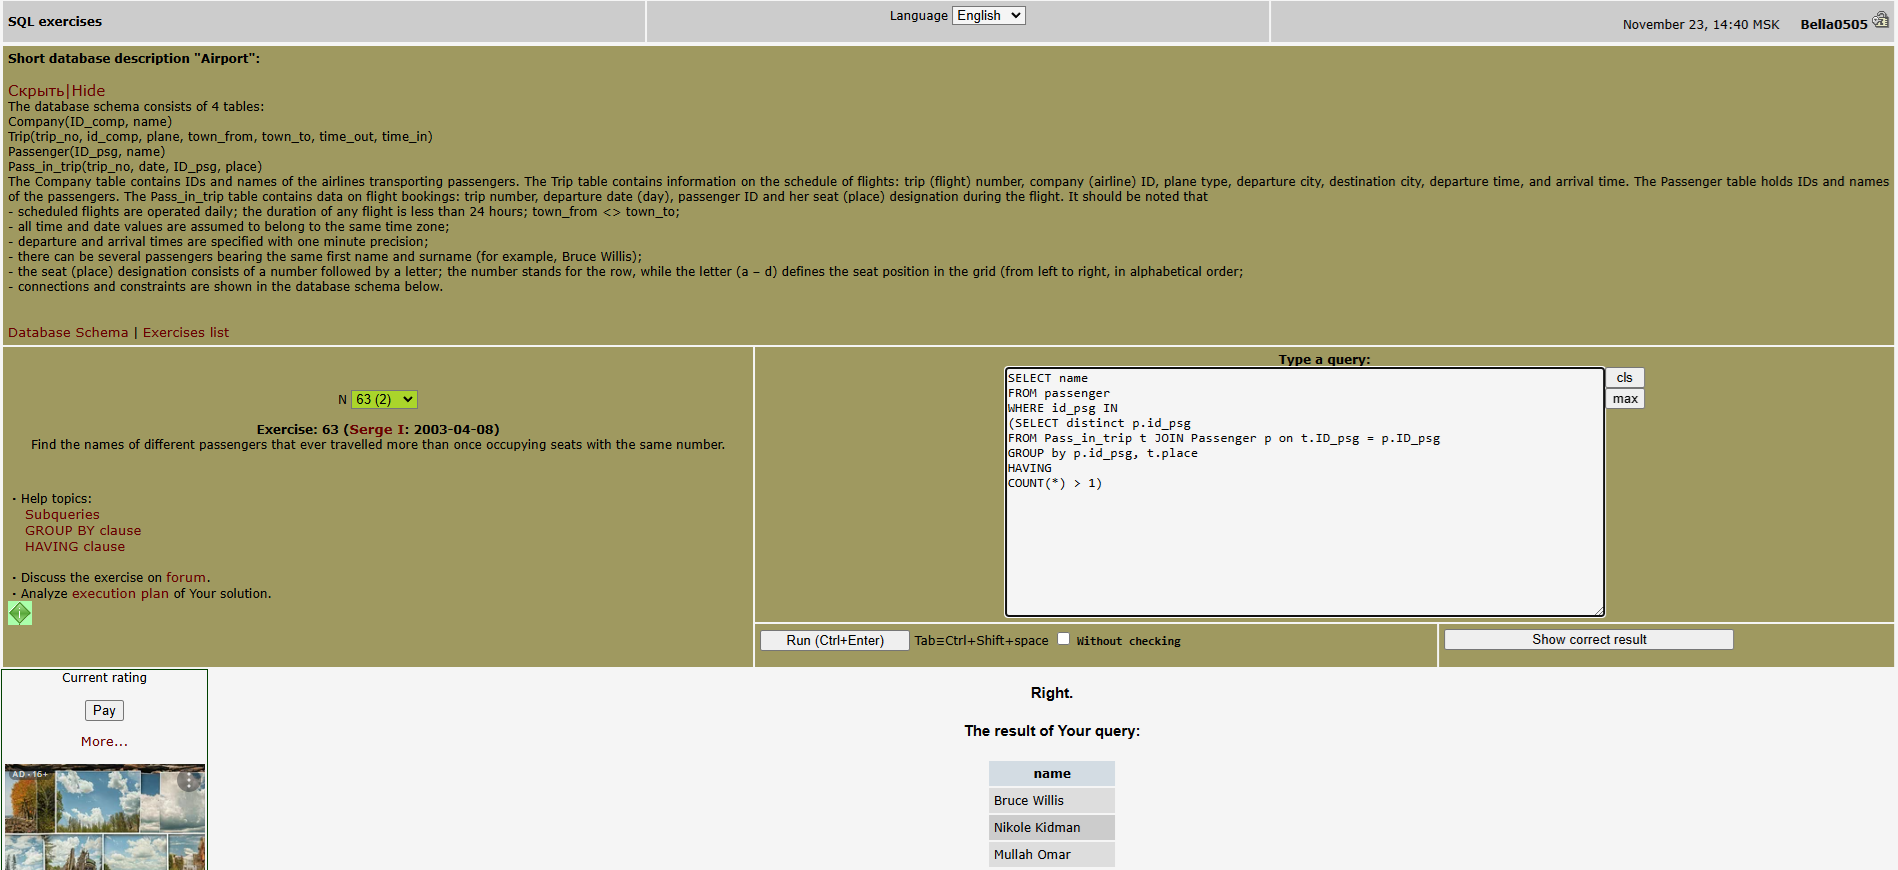 SQL exercises
Language English
November 23, 14:40 MSK Bella0505
Short database description "Airport":
Скрыть|Hide
The database schema consists of 4 tables:
Company(ID_comp, name)
Trip(trip_no, id_comp, plane, town_from, town_to, time_out, time_in)
Passenger(ID_psg, name)
Pass_in_trip(trip_no, date, ID_psg, place)
The Company table contains IDs and names of the airlines transporting passengers. The Trip table contains information on the schedule of flights: trip (flight) number, company (airline) ID, plane type, departure city, destination city, departure time, and arrival time. The Passenger table holds IDs and names
of the passengers. The Pass_in_trip table contains data on flight bookings: trip number, departure date (day), passenger ID and her seat (place) designation during the flight. It should be noted that
- scheduled flights are operated daily; the duration of any flight is less than 24 hours; town_from <> town_to;
- all time and date values are assumed to belong to the same time zone;
- departure and arrival times are specified with one minute precision;
- there can be several passengers bearing the same first name and surname (for example, Bruce Willis);
- the seat (place) designation consists of a number followed by a letter; the number stands for the row, while the letter (a – d) defines the seat position in the grid (from left to right, in alphabetical order;
- connections and constraints are shown in the database schema below.
Database Schema | Exercises list
N 63 (2)
Exercise: 63 (Serge I: 2003-04-08)
Find the names of different passengers that ever travelled more than once occupying seats with the same number.
· Help topics:
Subqueries
GROUP BY clause
HAVING clause
· Discuss the exercise on forum.
· Analyze execution plan of Your solution.
Type a query:
SELECT name
FROM passenger
WHERE id_psg IN
(SELECT distinct p.id_psg
FROM Pass_in_trip t JOIN Passenger p on t.ID_psg = p.ID_psg
GROUP by p.id_psg, t.place
HAVING
COUNT(*) > 1)
cls
max
Run (Ctrl+Enter) Tab≡Ctrl+Shift+space Without checking
Show correct result
Current rating
Pay
More...
AD · 16+
Right.
The result of Your query:
name
Bruce Willis
Nikole Kidman
Mullah Omar